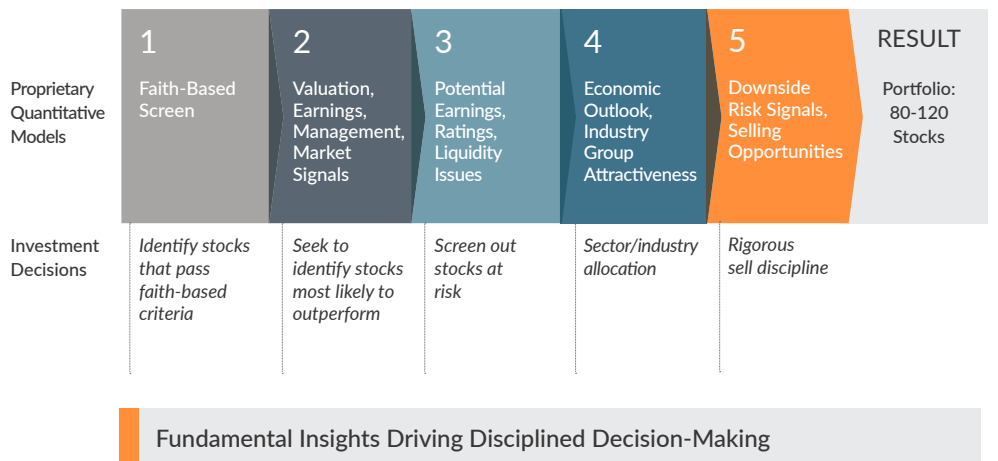 1
2
3
4
5
RESULT
Proprietary
Quantitative
Models
Faith-Based
Screen
Valuation,
Earnings,
Management,
Market
Signals
Potential
Earnings,
Ratings,
Liquidity
Issues
Economic
Outlook,
Industry
Group
Attractiveness
Downside
Risk Signals,
Selling
Opportunities
Portfolio:
80-120
Stocks
Investment
Decisions
Identify stocks
that pass
faith-based
criteria
Seek to
identify stocks
most likely to
outperform
Screen out
stocks at
risk
Sector/industry
allocation
Rigorous
sell discipline
Fundamental Insights Driving Disciplined Decision-Making